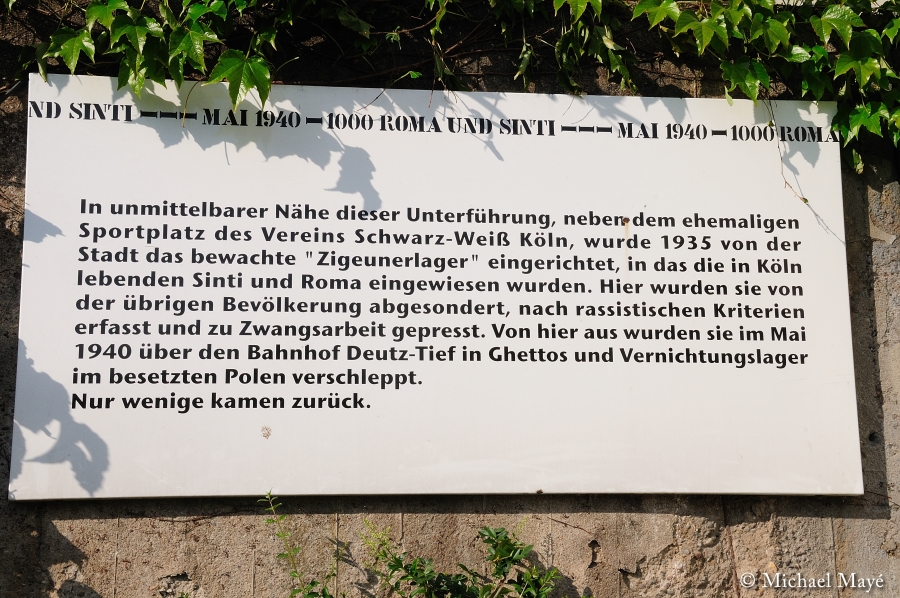 ND SINTI --- MAI 1940 – 1000 ROMA UND SINTI --- MAI 1940 – 1000 ROMA
In unmittelbarer Nähe dieser Unterführung, neben dem ehemaligen
Sportplatz des Vereins Schwarz-Weiß Köln, wurde 1935 von der
Stadt das bewachte "Zigeunerlager" eingerichtet, in das die in Köln
lebenden Sinti und Roma eingewiesen wurden. Hier wurden sie von
der übrigen Bevölkerung abgesondert, nach rassistischen Kriterien
erfasst und zu Zwangsarbeit gepresst. Von hier aus wurden sie im Mai
1940 über den Bahnhof Deutz-Tief in Ghettos und Vernichtungslager
im besetzten Polen verschleppt.
Nur wenige kamen zurück.
© Michael Mayé